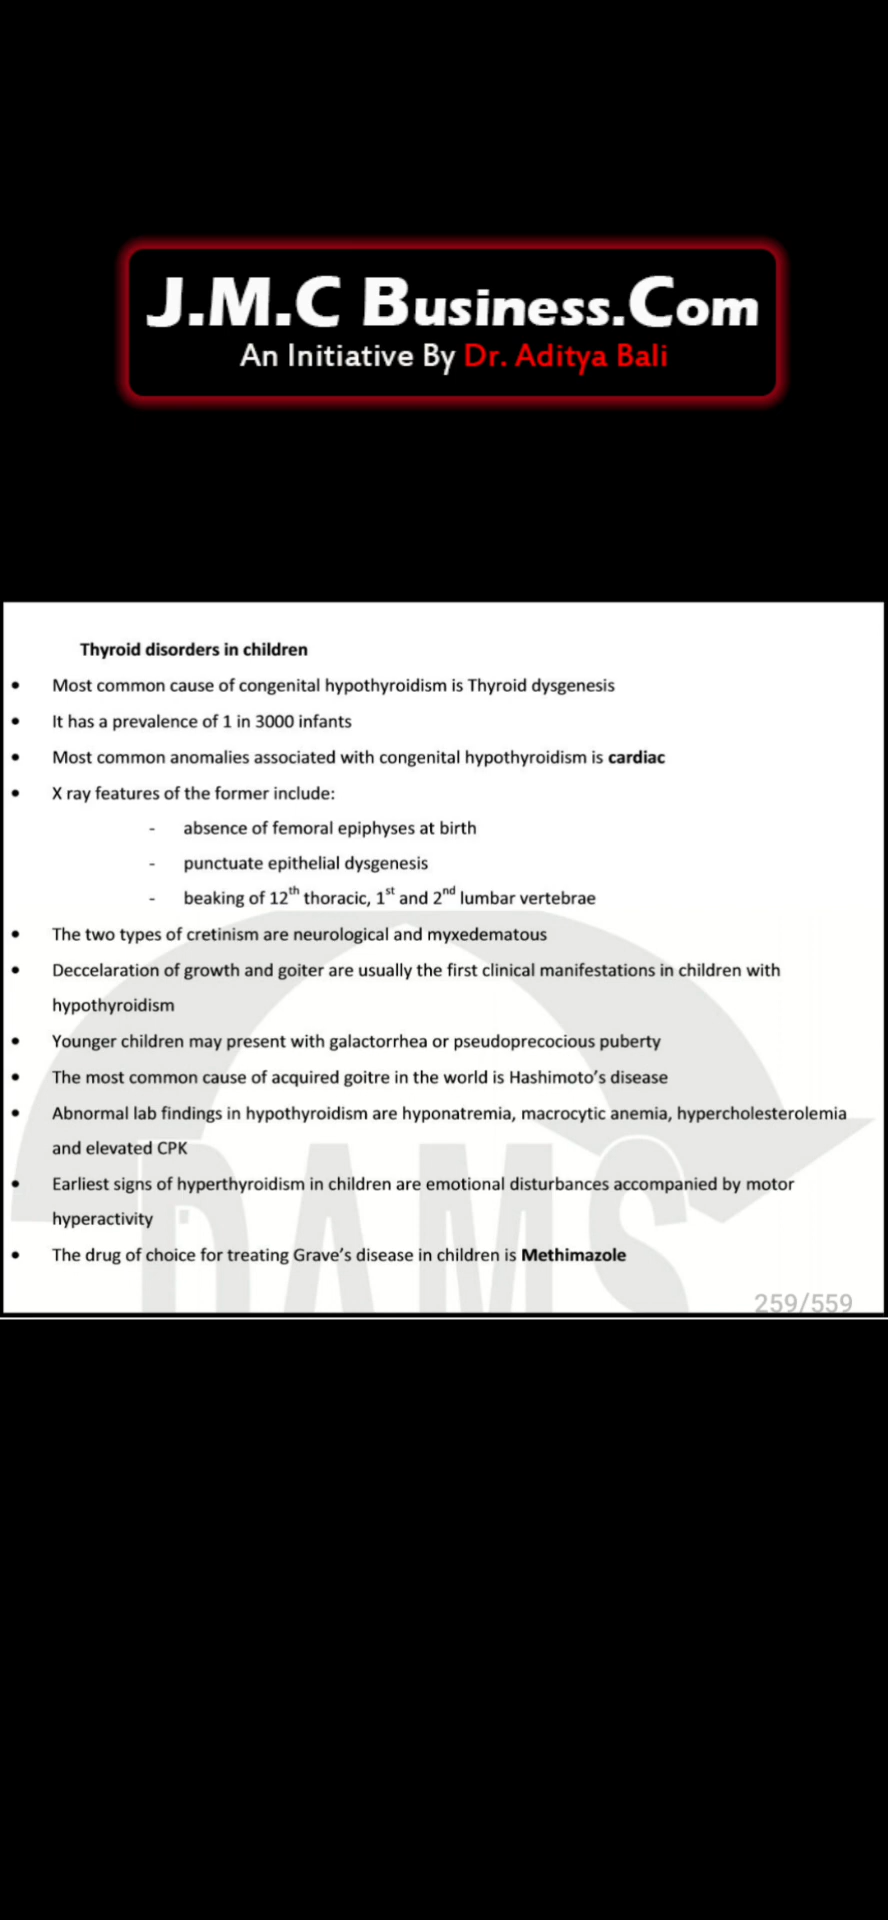 J.M.C Business.Com
An Initiative By Dr. Aditya Bali
Thyroid disorders in children
• Most common cause of congenital hypothyroidism is Thyroid dysgenesis
• It has a prevalence of 1 in 3000 infants
• Most common anomalies associated with congenital hypothyroidism is cardiac
• X ray features of the former include:
- absence of femoral epiphyses at birth
- punctuate epithelial dysgenesis
- beaking of 12th thoracic, 1st and 2nd lumbar vertebrae
• The two types of cretinism are neurological and myxedematous
• Deccelaration of growth and goiter are usually the first clinical manifestations in children with
hypothyroidism
• Younger children may present with galactorrhea or pseudoprecocious puberty
• The most common cause of acquired goitre in the world is Hashimoto's disease
• Abnormal lab findings in hypothyroidism are hyponatremia, macrocytic anemia, hypercholesterolemia
and elevated CPK
• Earliest signs of hyperthyroidism in children are emotional disturbances accompanied by motor
hyperactivity
• The drug of choice for treating Grave's disease in children is Methimazole
DAMS
259/559